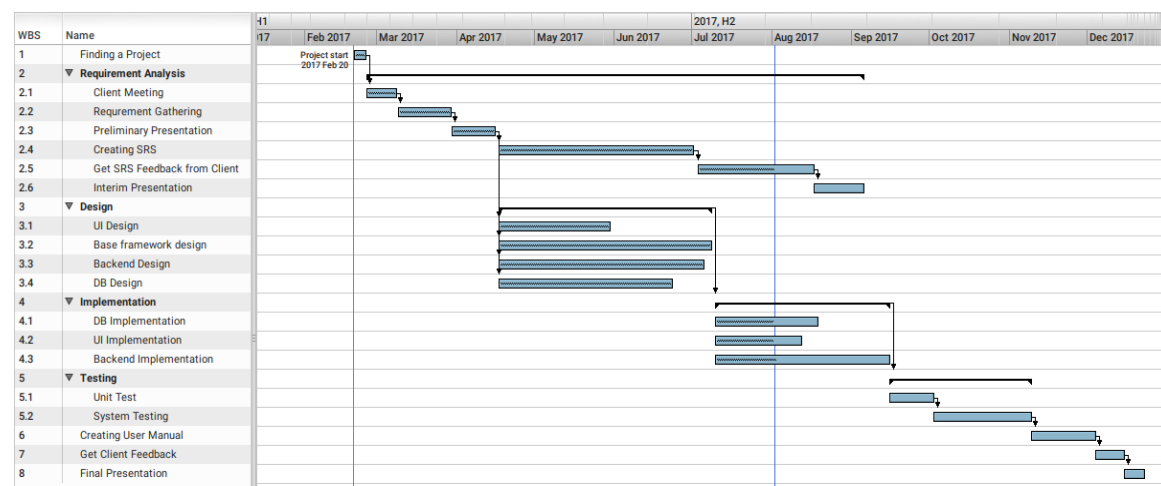 H1 2017, H2
WBS Name 17 Feb 2017 Mar 2017 Apr 2017 May 2017 Jun 2017 Jul 2017 Aug 2017 Sep 2017 Oct 2017 Nov 2017 Dec 2017
1 Finding a Project Project start
2017 Feb 20
2 Requirement Analysis
2.1 Client Meeting
2.2 Requrement Gathering
2.3 Preliminary Presentation
2.4 Creating SRS
2.5 Get SRS Feedback from Client
2.6 Interim Presentation
3 Design
3.1 UI Design
3.2 Base framework design
3.3 Backend Design
3.4 DB Design
4 Implementation
4.1 DB Implementation
4.2 UI Implementation
4.3 Backend Implementation
5 Testing
5.1 Unit Test
5.2 System Testing
6 Creating User Manual
7 Get Client Feedback
8 Final Presentation